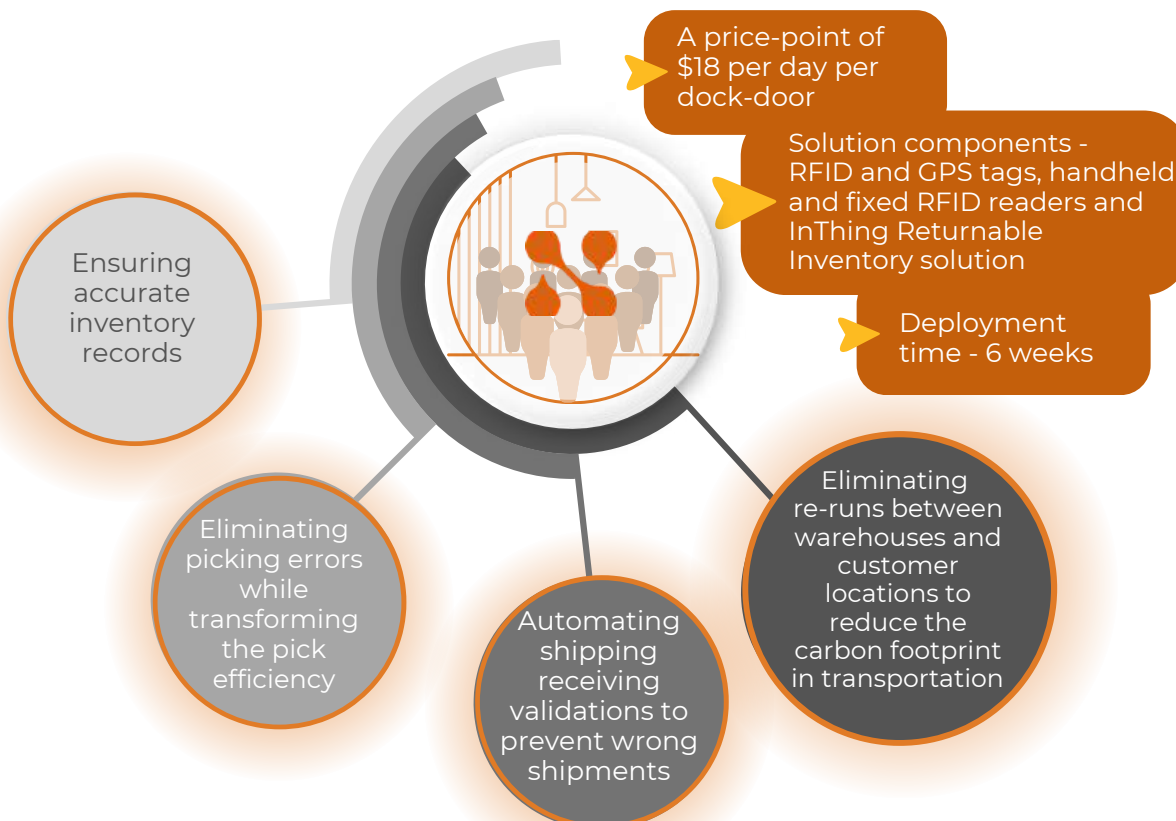 A price-point of
$18 per day per
dock-door
Solution components -
RFID and GPS tags, handheld
and fixed RFID readers and
InThing Returnable
Inventory solution
Deployment
time - 6 weeks
Ensuring
accurate
inventory
records
Eliminating
picking errors
while
transforming
the pick
efficiency
Automating
shipping
receiving
validations to
prevent wrong
shipments
Eliminating
re-runs between
warehouses and
customer
locations to
reduce the
carbon footprint
in transportation